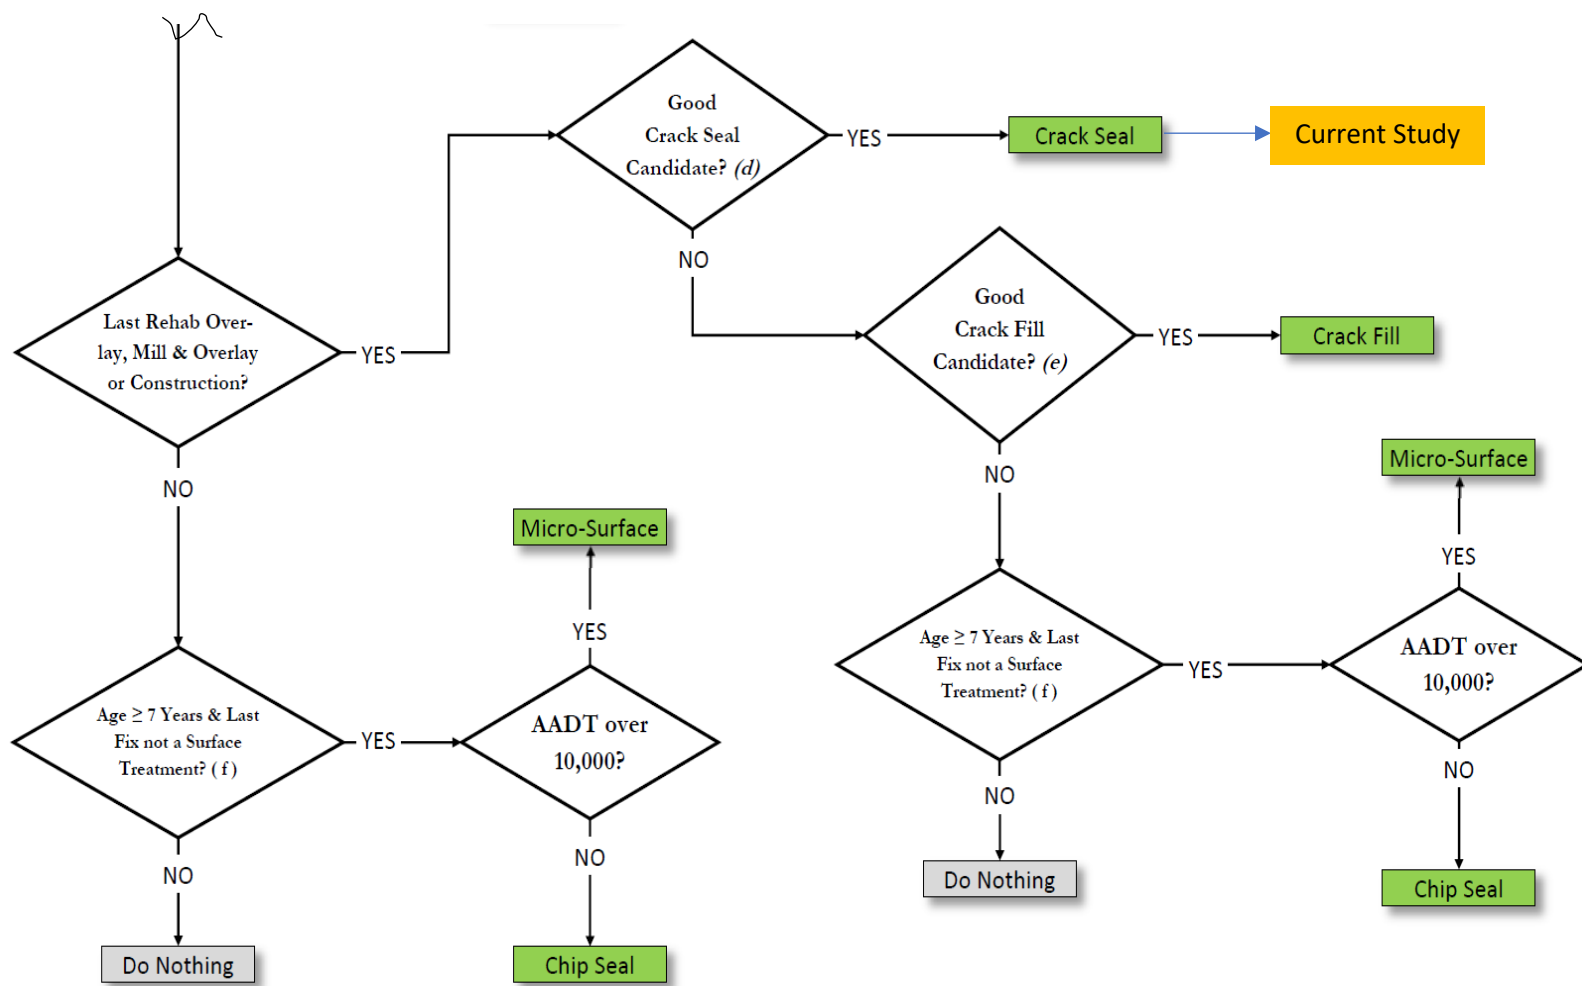 Good
Crack Seal
Candidate? (d)
YES
Crack Seal
Current Study
NO
Last Rehab Over-
lay, Mill & Overlay
or Construction?
YES
Good
Crack Fill
Candidate? (e)
YES
Crack Fill
NO
NO
Micro-Surface
Micro-Surface
YES
YES
Age ≥ 7 Years & Last
Fix not a Surface
Treatment? ( f )
YES
AADT over
10,000?
Age ≥ 7 Years & Last
Fix not a Surface
Treatment? ( f )
YES
AADT over
10,000?
NO
NO
NO
NO
Do Nothing
Chip Seal
Do Nothing
Chip Seal